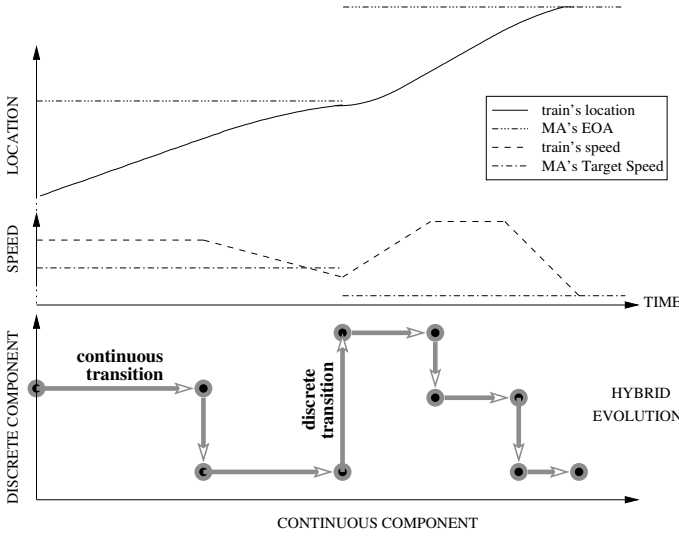 LOCATION
train's location
MA's EOA
train's speed
MA's Target Speed
SPEED
TIME
DISCRETE COMPONENT
continuous
transition
discrete
transition
HYBRID
EVOLUTION
CONTINUOUS COMPONENT